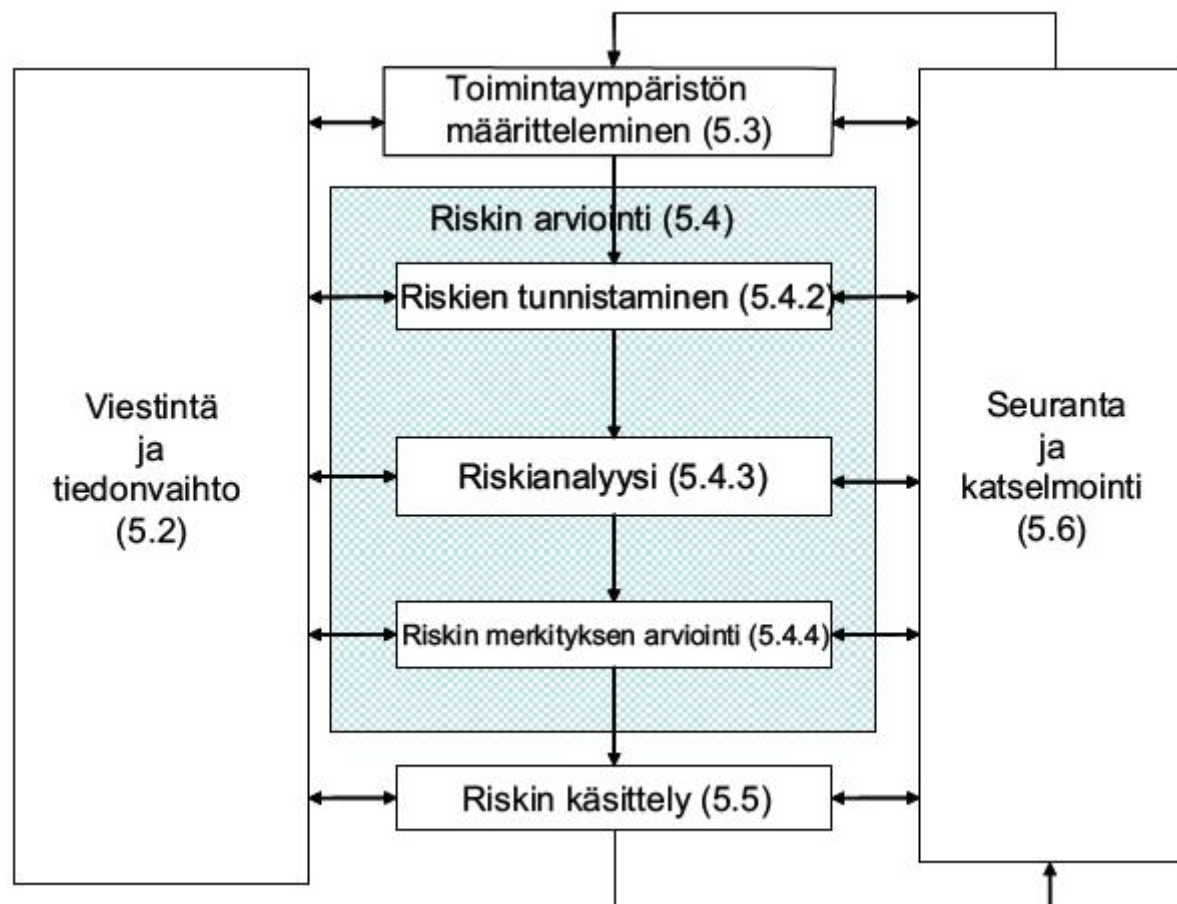 Toimintaympäristön
määritteleminen (5.3)
Riskin arviointi (5.4)
Riskien tunnistaminen (5.4.2)
Viestintä
ja
tiedonvaihto
(5.2)
Riskianalyysi (5.4.3)
Seuranta
ja
katselmointi
(5.6)
Riskin merkityksen arviointi (5.4.4)
Riskin käsittely (5.5)